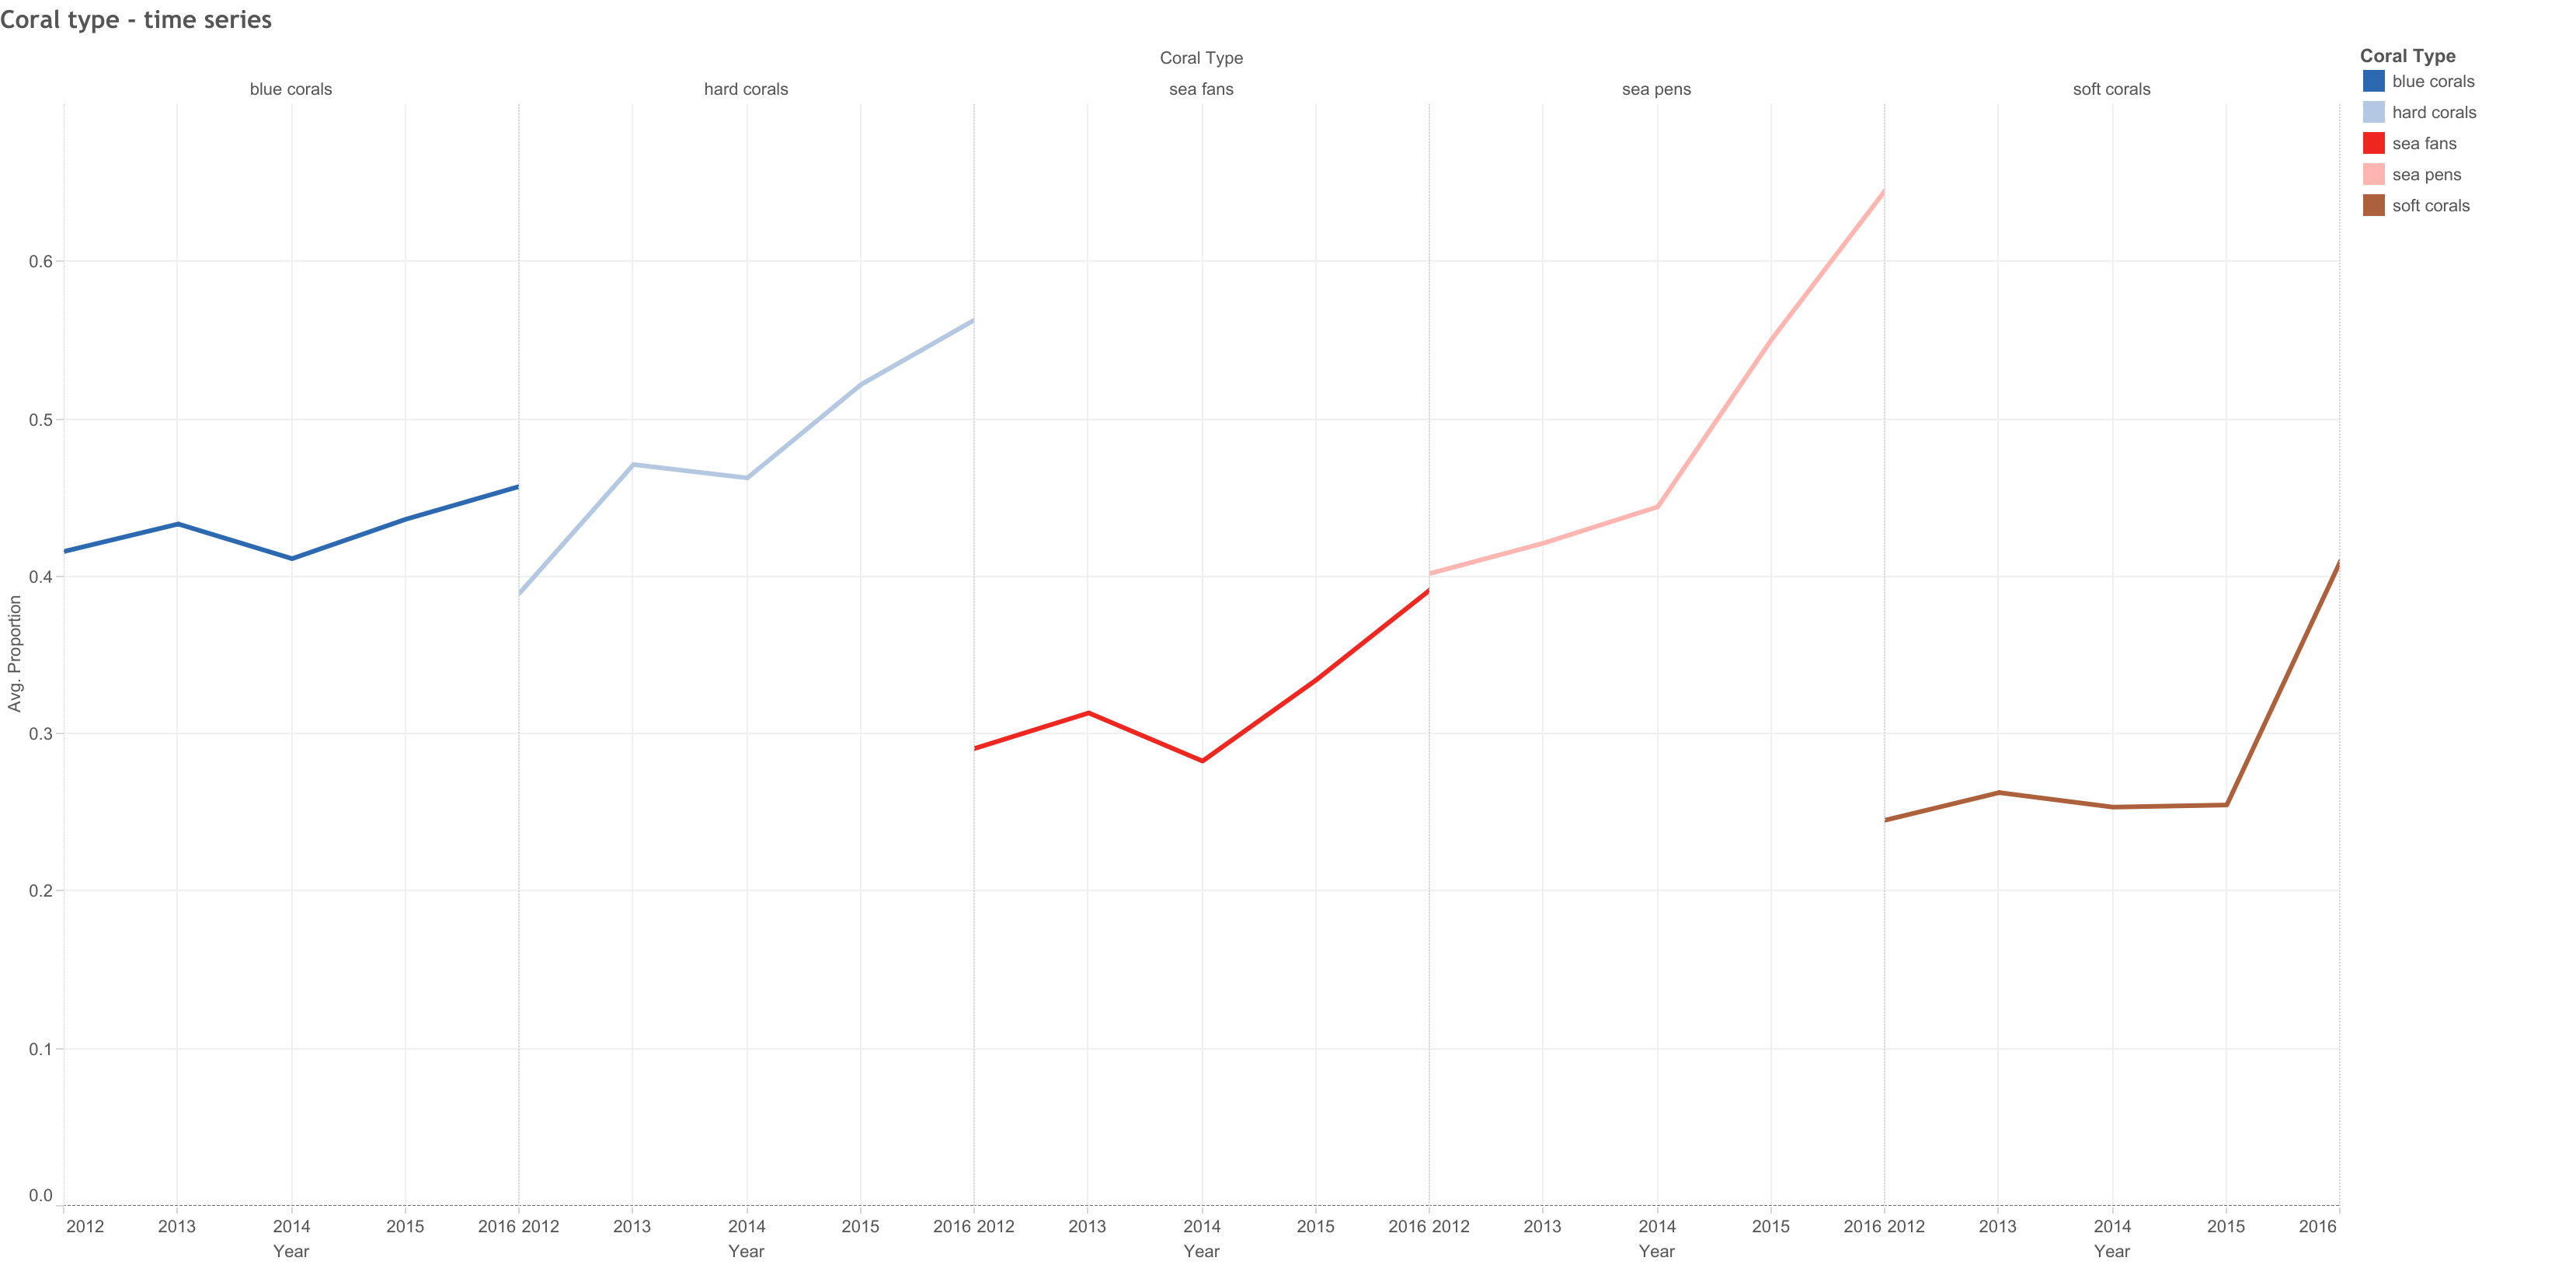 Coral type - time series
Coral Type
blue corals hard corals sea fans sea pens soft corals
Coral Type
blue corals
hard corals
sea fans
sea pens
soft corals
Avg. Proportion
0.6
0.5
0.4
0.3
0.2
0.1
0.0
2012 2013 2014 2015 2016 2012 2013 2014 2015 2016 2012 2013 2014 2015 2016 2012 2013 2014 2015 2016 2012 2013 2014 2015 2016
Year Year Year Year Year